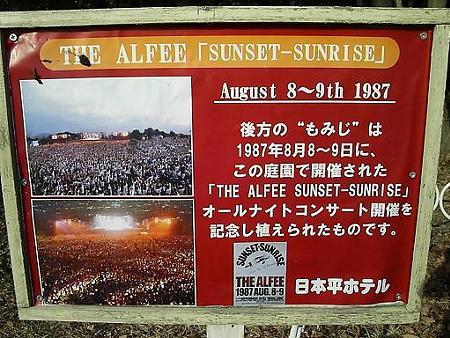 THE ALFEE「SUNSET-SUNRISE」
August 8～9th 1987
後方の“もみじ”は
1987年8月8～9日に、
この庭園で開催された
「THE ALFEE SUNSET-SUNRISE」
オールナイトコンサート開催を
記念し植えられたものです。
SUNSET-SUNRISE
THE ALFEE
1987 AUG. 8-9
日本平ホテル